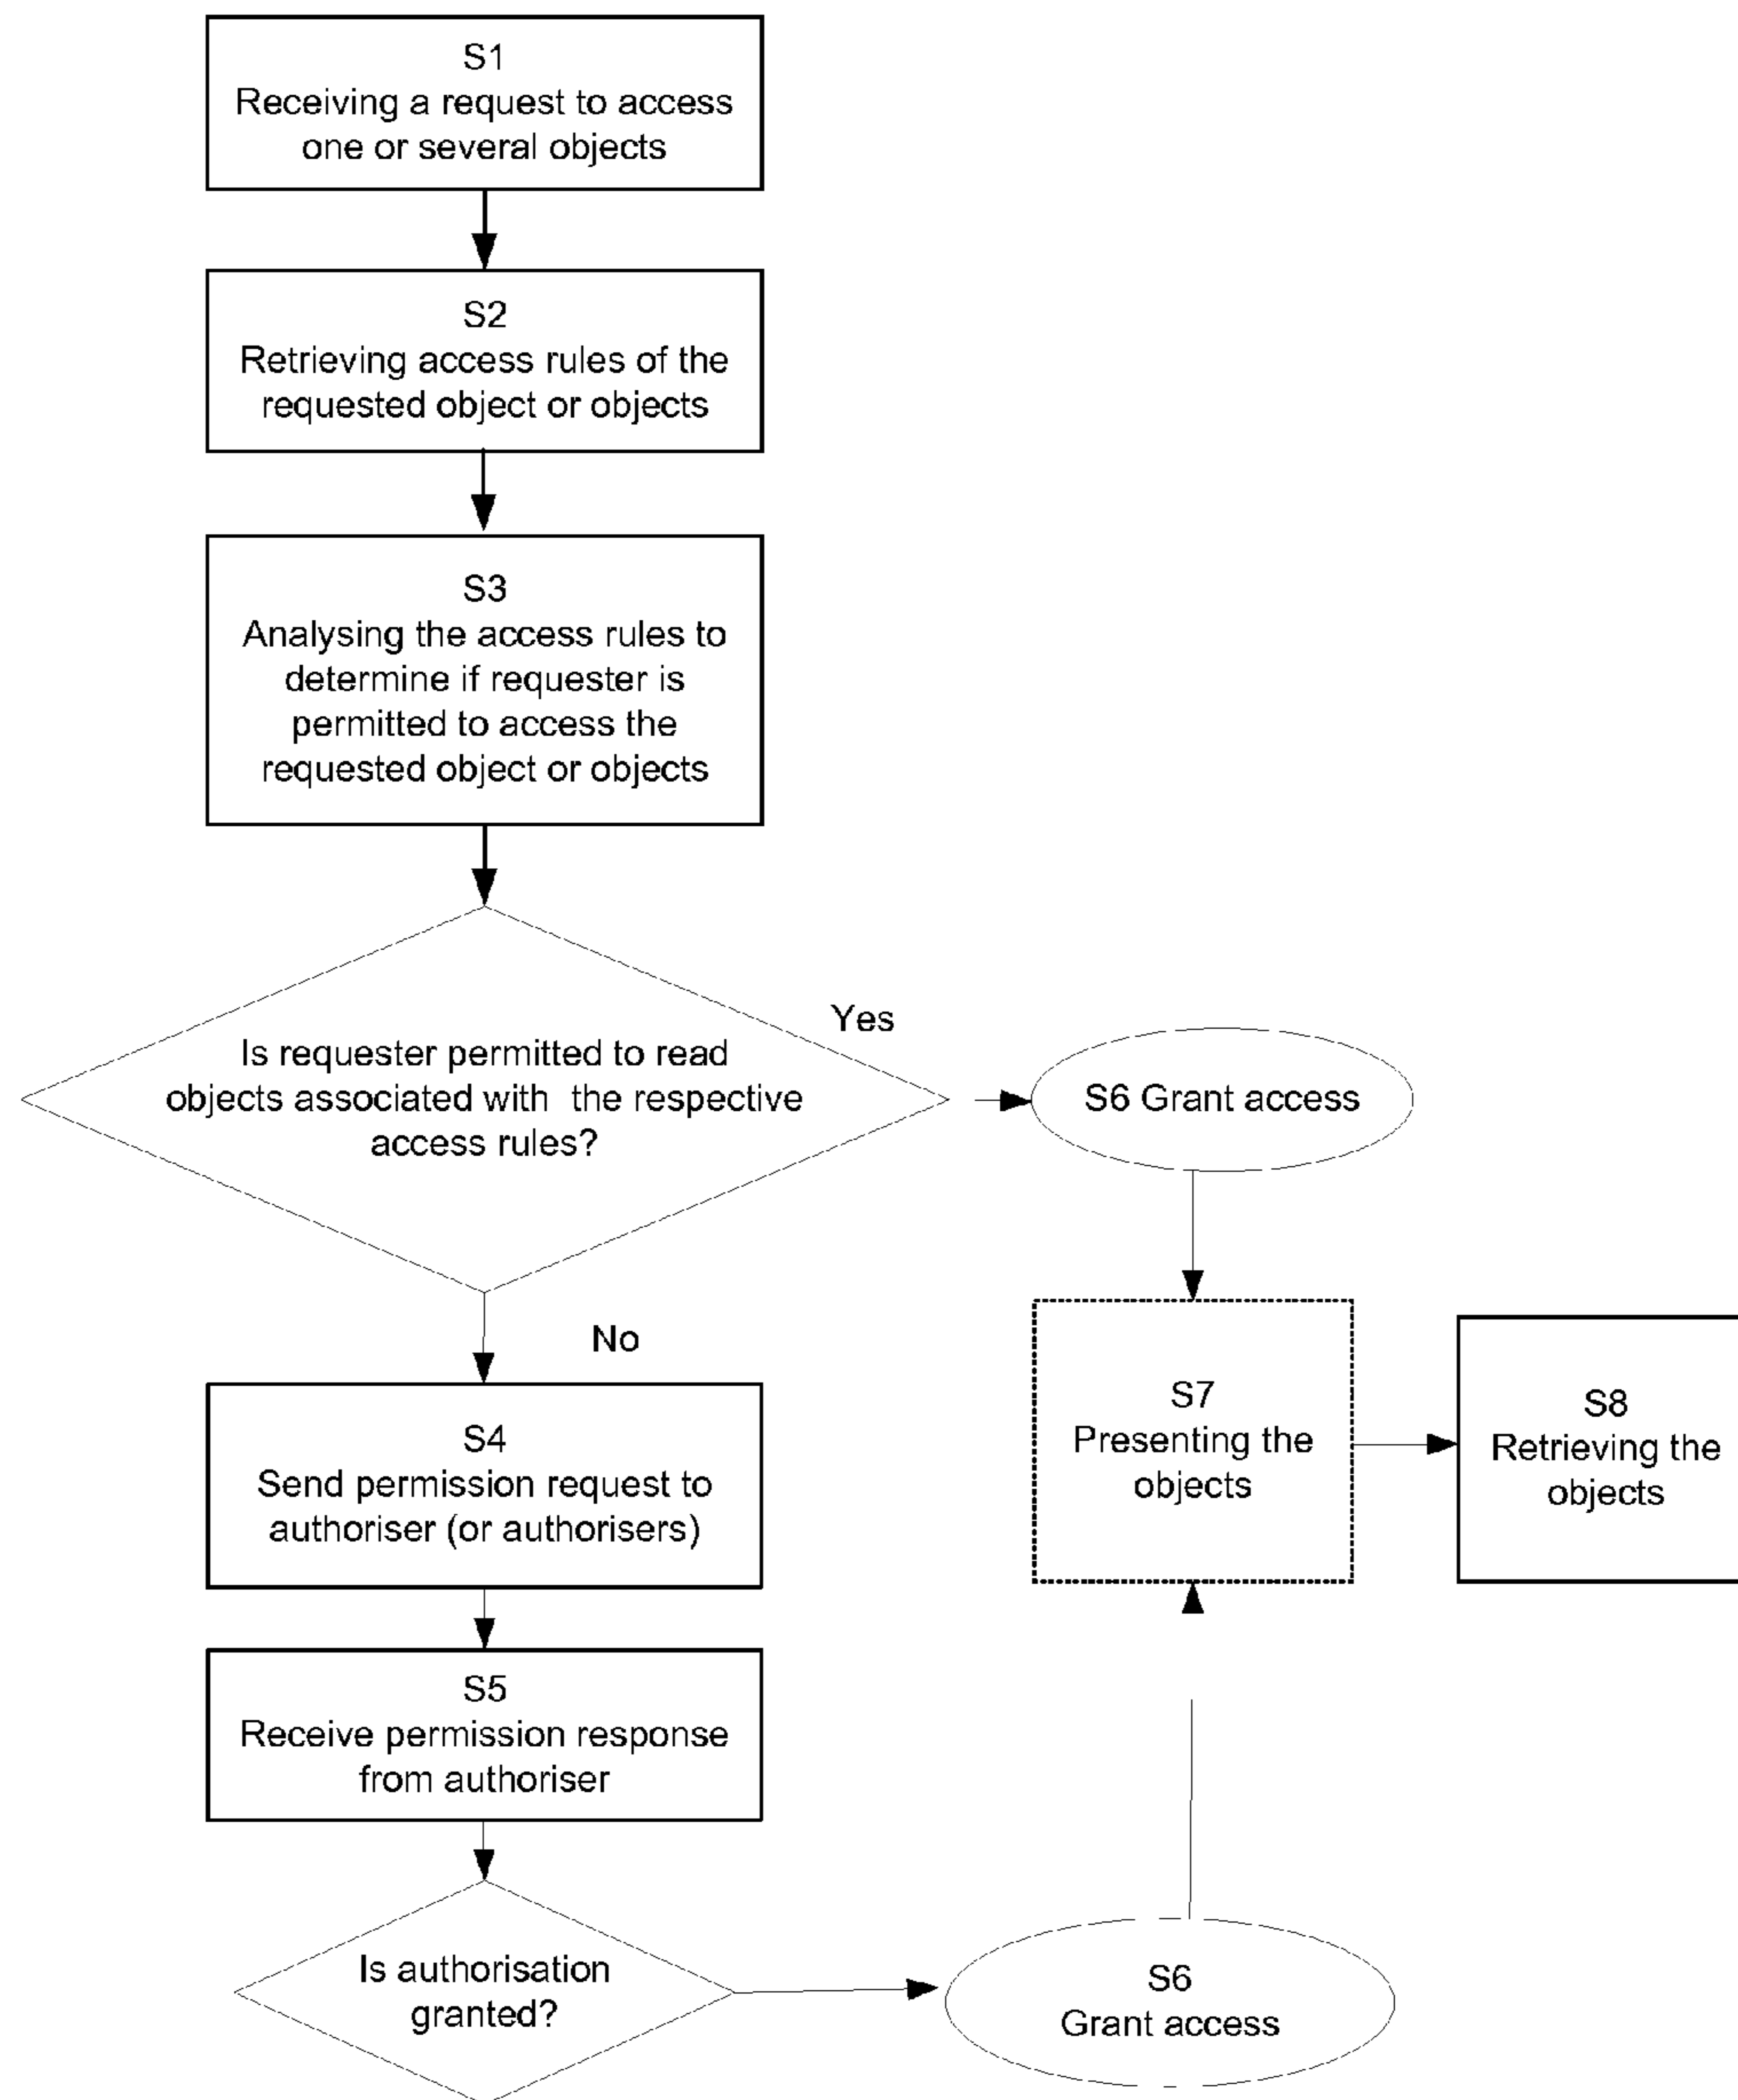 S1
Receiving a request to access
one or several objects
S2
Retrieving access rules of the
requested object or objects
S3
Analysing the access rules to
determine if requester is
permitted to access the
requested object or objects
Yes
Is requester permitted to read
objects associated with the respective
access rules?
S6 Grant access
No
S7
Presenting the
objects
S8
Retrieving the
objects
S4
Send permission request to
authoriser (or authorisers)
S5
Receive permission response
from authoriser
Is authorisation
granted?
S6
Grant access